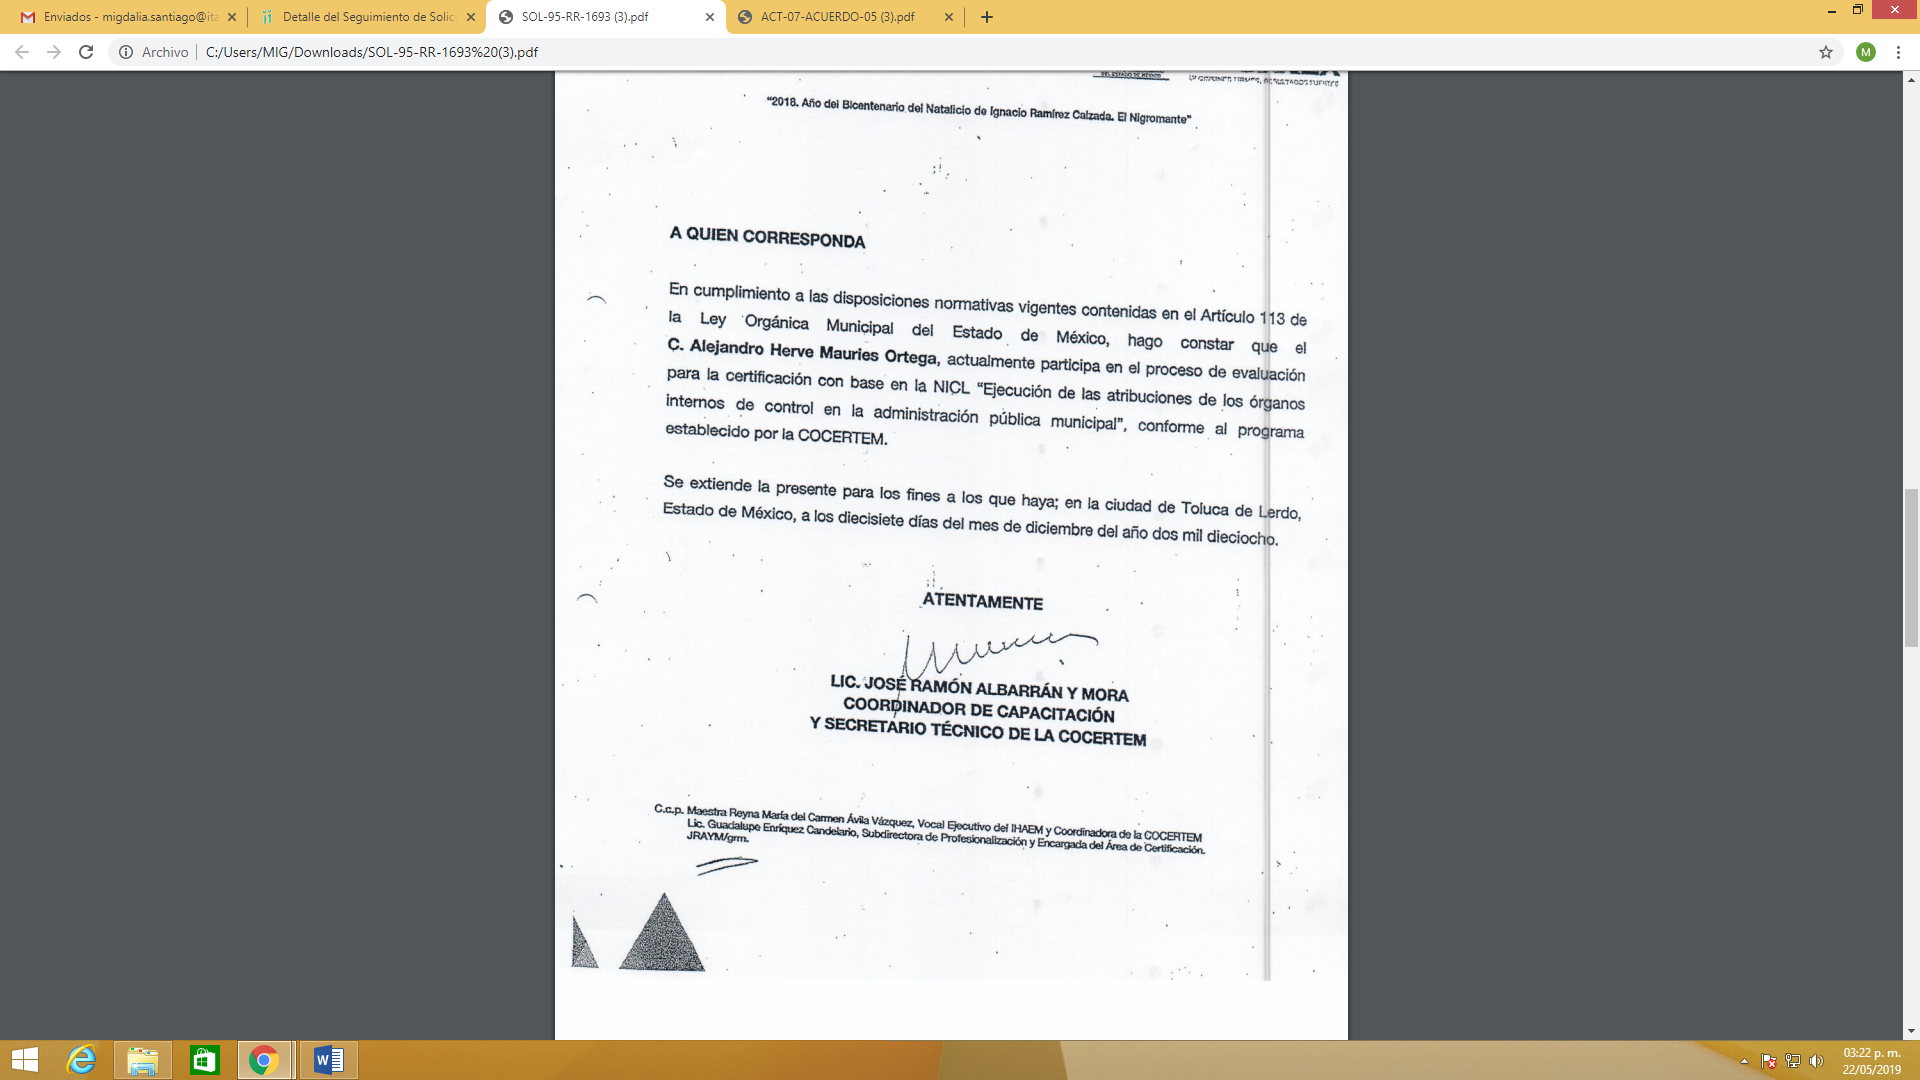 Enviados - migdalia.santiago@ita
Detalle del Seguimiento de Solici
SOL-95-RR-1693 (3).pdf
ACT-07-ACUERDO-05 (3).pdf
Archivo
C:/Users/MIG/Downloads/SOL-95-RR-1693%20(3).pdf
M
DEL ESTADO DE MÉXICO
"2018. Año del Bicentenario del Natalicio de Ignacio Ramírez Calzada. El Nigromante"
A QUIEN CORRESPONDA
En cumplimiento a las disposiciones normativas vigentes contenidas en el Artículo 113 de
la Ley Orgánica Municipal del Estado de México, hago constar que el
C. Alejandro Herve Mauries Ortega, actualmente participa en el proceso de evaluación
para la certificación con base en la NICL "Ejecución de las atribuciones de los órganos
internos de control en la administración pública municipal", conforme al programa
establecido por la COCERTEM.
Se extiende la presente para los fines a los que haya; en la ciudad de Toluca de Lerdo,
Estado de México, a los diecisiete días del mes de diciembre del año dos mil dieciocho.
ATENTAMENTE
LIC. JOSÉ RAMÓN ALBARRÁN Y MORA
COORDINADOR DE CAPACITACIÓN
Y SECRETARIO TÉCNICO DE LA COCERTEM
C.c.p. Maestra Reyna María del Carmen Ávila Vázquez, Vocal Ejecutivo del IHAEM y Coordinadora de la COCERTEM
Lic. Guadalupe Enríquez Candelario, Subdirectora de Profesionalización y Encargada del Área de Certificación.
JRAYM/grm.
03:22 p. m.
22/05/2019